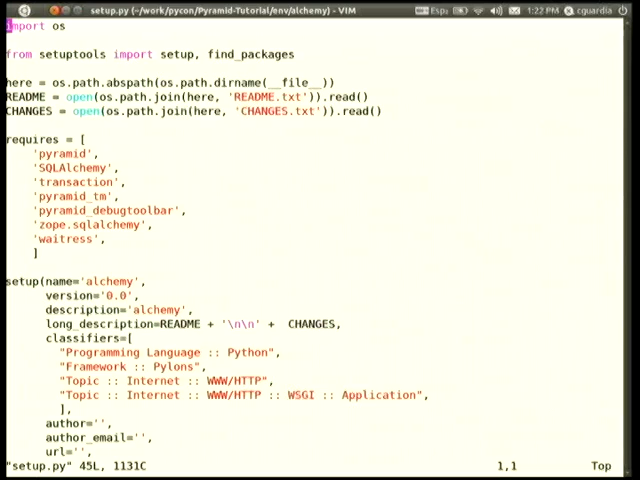 setup.py (~/work/pycon/Pyramid-Tutorial/env/alchemy) - VIM Esp 1:22 PM cguardia
import os
from setuptools import setup, find_packages
here = os.path.abspath(os.path.dirname(__file__))
README = open(os.path.join(here, 'README.txt')).read()
CHANGES = open(os.path.join(here, 'CHANGES.txt')).read()
requires = [
'pyramid',
'SQLAlchemy',
'transaction',
'pyramid_tm',
'pyramid_debugtoolbar',
'zope.sqlalchemy',
'waitress',
]
setup(name='alchemy',
version='0.0',
description='alchemy',
long_description=README + '\n\n' +  CHANGES,
classifiers=[
"Programming Language :: Python",
"Framework :: Pylons",
"Topic :: Internet :: WWW/HTTP",
"Topic :: Internet :: WWW/HTTP :: WSGI :: Application",
],
author='',
author_email='',
url='',
"setup.py" 45L, 1131C 1,1 Top